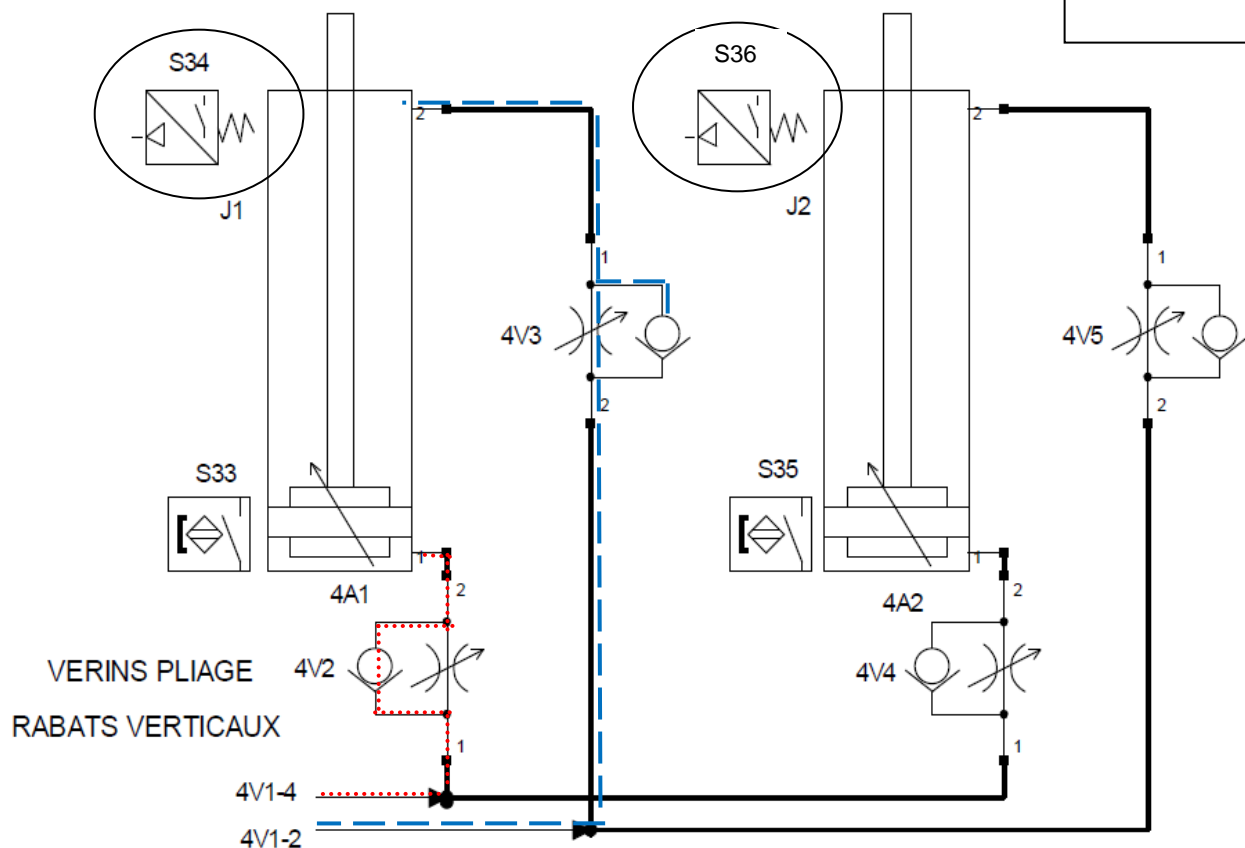 S34
S36
2
2
J1
J2
1
1
4V3
4V5
2
2
S33
S35
1
1
4A1
2
4A2
2
4V2
4V4
VERINS PLIAGE
RABATS VERTICAUX
1
1
4V1-4
4V1-2